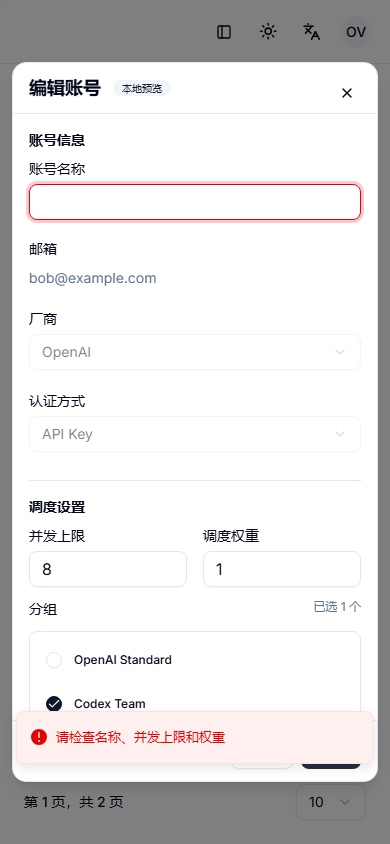 OV
编辑账号 本地预览
账号信息
账号名称
邮箱
bob@example.com
厂商
OpenAI
认证方式
API Key
调度设置
并发上限 调度权重
8 1
分组 已选 1 个
OpenAI Standard
Codex Team
请检查名称、并发上限和权重
第 1 页，共 2 页 10